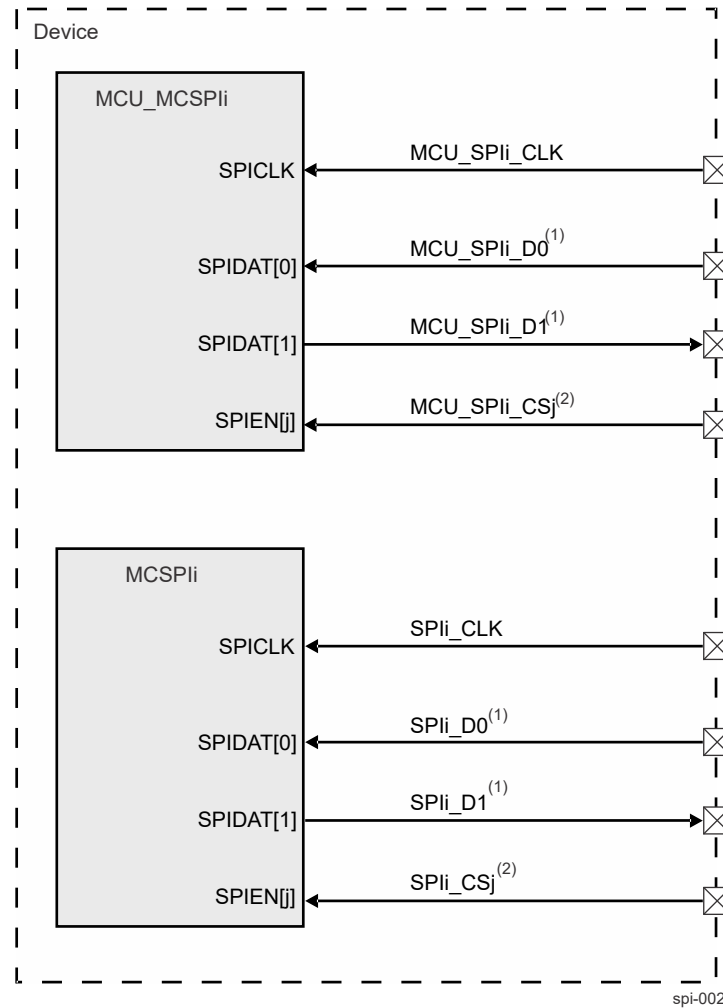 Device
MCU_MCSPIi
SPICLK
MCU_SPIi_CLK
SPIDAT[0]
MCU_SPIi_D0(1)
SPIDAT[1]
MCU_SPIi_D1(1)
SPIEN[j]
MCU_SPIi_CSj(2)
MCSPIi
SPICLK
SPIi_CLK
SPIDAT[0]
SPIi_D0(1)
SPIDAT[1]
SPIi_D1(1)
SPIEN[j]
SPIi_CSj(2)
spi-002